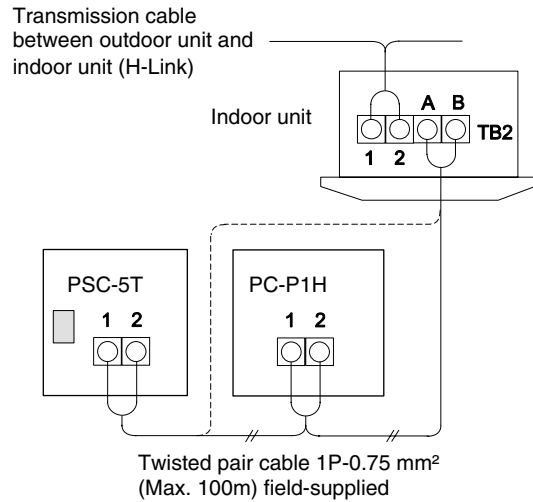 Transmission cable
between outdoor unit and
indoor unit (H-Link)
Indoor unit
A B
TB2
1 2
PSC-5T
1 2
PC-P1H
1 2
Twisted pair cable 1P-0.75 mm²
(Max. 100m) field-supplied